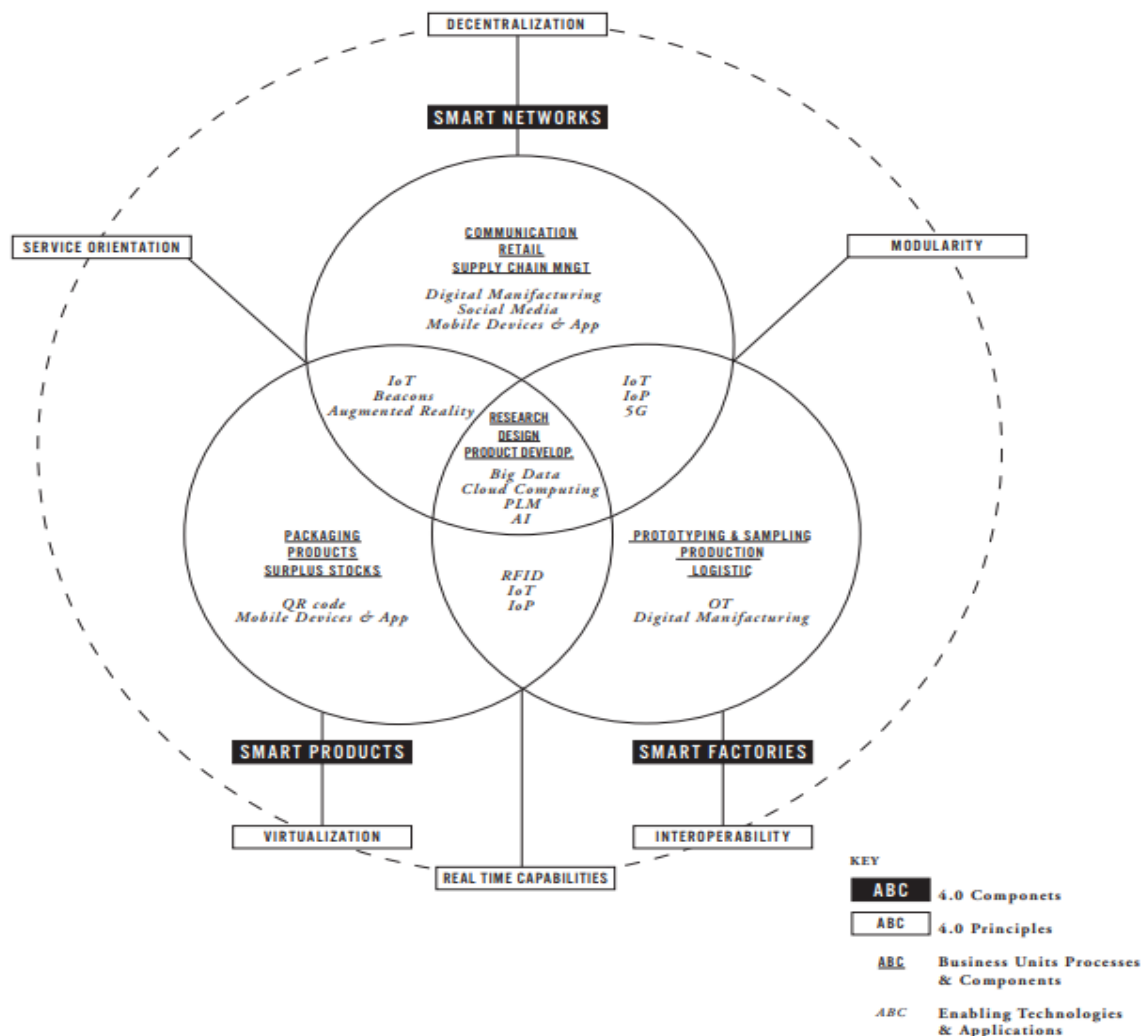 DECENTRALIZATION
SMART NETWORKS
SERVICE ORIENTATION
MODULARITY
COMMUNICATION
RETAIL
SUPPLY CHAIN MNGT
Digital Manifacturing
Social Media
Mobile Devices & App
IoT
Beacons
Augmented Reality
IoT
IoP
5G
RESEARCH
DESIGN
PRODUCT DEVELOP.
Big Data
Cloud Computing
PLM
AI
PACKAGING
PRODUCTS
SURPLUS STOCKS
QR code
Mobile Devices & App
RFID
IoT
IoP
PROTOTYPING & SAMPLING
PRODUCTION
LOGISTIC
OT
Digital Manifacturing
SMART PRODUCTS
SMART FACTORIES
VIRTUALIZATION
INTEROPERABILITY
REAL TIME CAPABILITIES
KEY
ABC 4.0 Componets
ABC 4.0 Principles
ABC Business Units Processes
& Components
ABC Enabling Technologies
& Applications